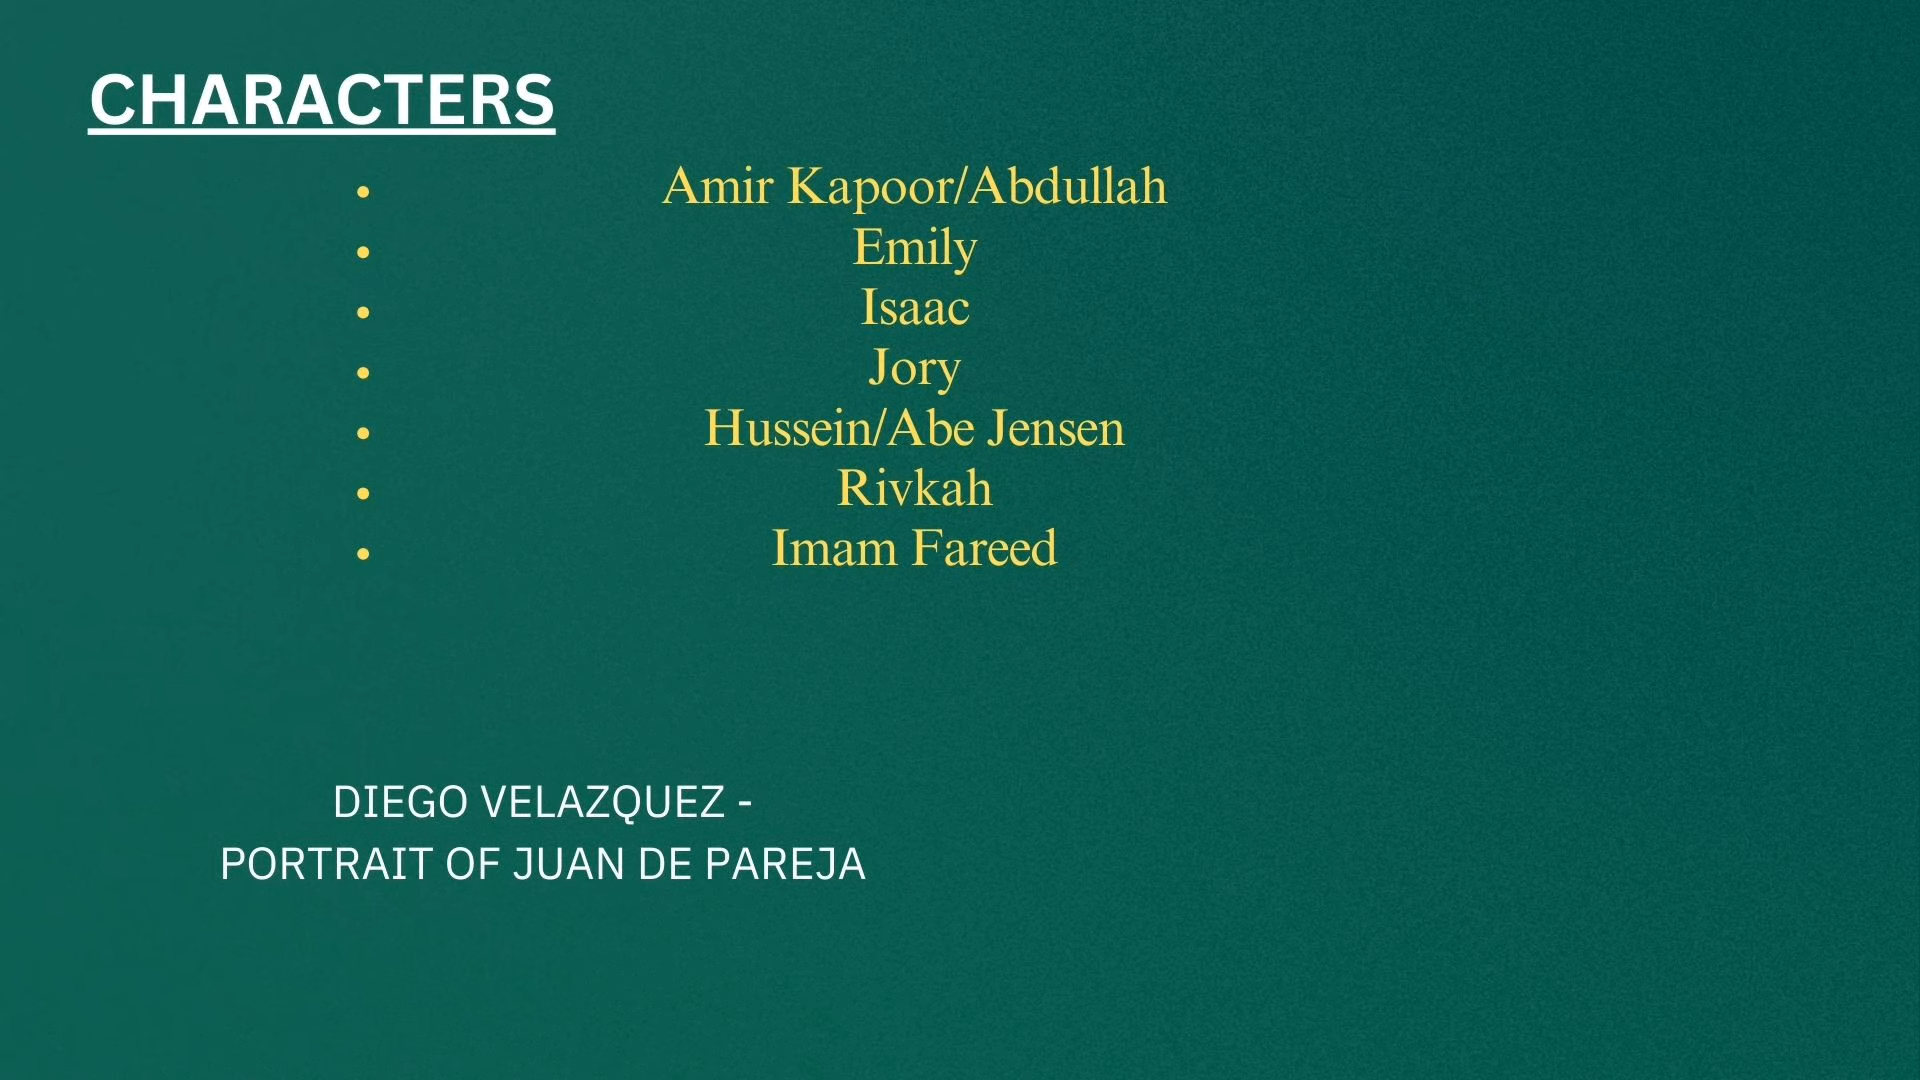 CHARACTERS
• Amir Kapoor/Abdullah
• Emily
• Isaac
• Jory
• Hussein/Abe Jensen
• Rivkah
• Imam Fareed
DIEGO VELAZQUEZ -
PORTRAIT OF JUAN DE PAREJA